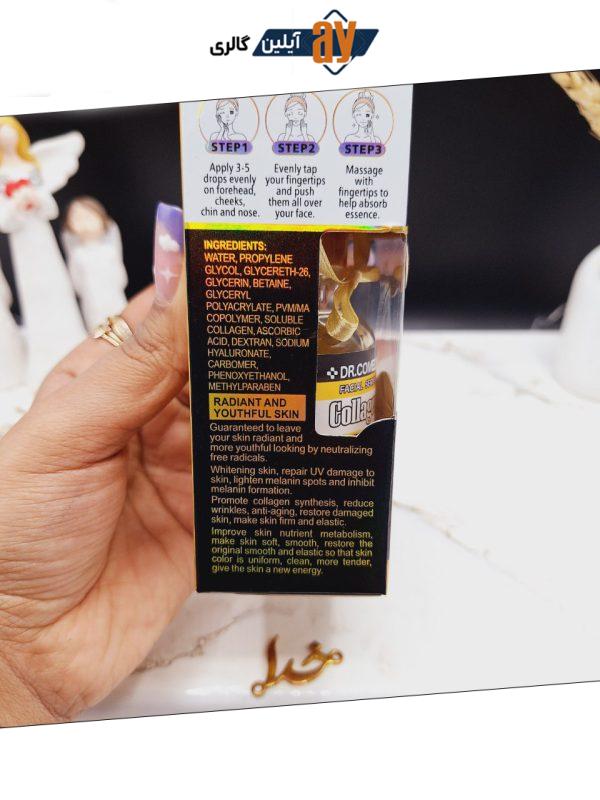 آیلین گالری
ay
STEP1
Apply 3-5
drops evenly
on forehead,
cheeks,
chin and nose.
STEP2
Evenly tap
your fingertips
and push
them all over
your face.
STEP3
Massage
with
fingertips to
help absorb
essence.
INGREDIENTS:
WATER, PROPYLENE
GLYCOL, GLYCERETH-26,
GLYCERIN, BETAINE,
GLYCERYL
POLYACRYLATE, PVM/MA
COPOLYMER, SOLUBLE
COLLAGEN, ASCORBIC
ACID, DEXTRAN, SODIUM
HYALURONATE,
CARBOMER,
PHENOXYETHANOL,
METHYLPARABEN
DR.COME
FACIAL SER
Collag
RADIANT AND
YOUTHFUL SKIN
Guaranteed to leave
your skin radiant and
more youthful looking by neutralizing
free radicals.
Whitening skin, repair UV damage to
skin, lighten melanin spots and inhibit
melanin formation.
Promote collagen synthesis, reduce
wrinkles, anti-aging, restore damaged
skin, make skin firm and elastic.
Improve skin nutrient metabolism,
make skin soft, smooth, restore the
original smooth and elastic so that skin
color is uniform, clean, more tender,
give the skin a new energy.
خدا